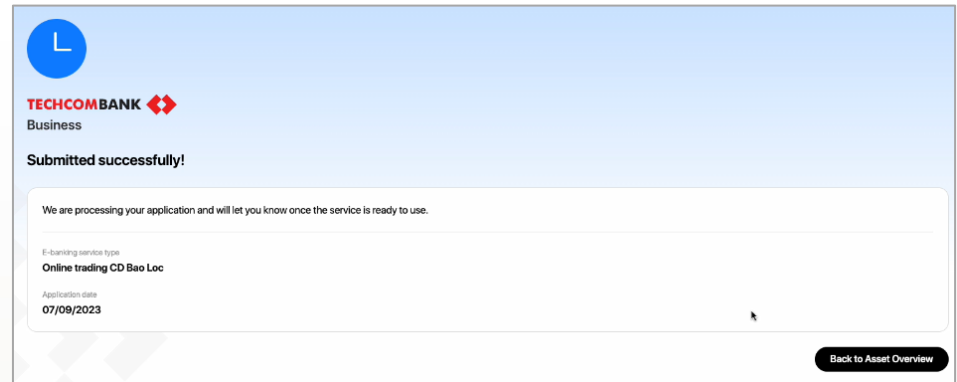 TECHCOMBANK
Business
Submitted successfully!
We are processing your application and will let you know once the service is ready to use.
E-banking service type
Online trading CD Bao Loc
Application date
07/09/2023
Back to Asset Overview